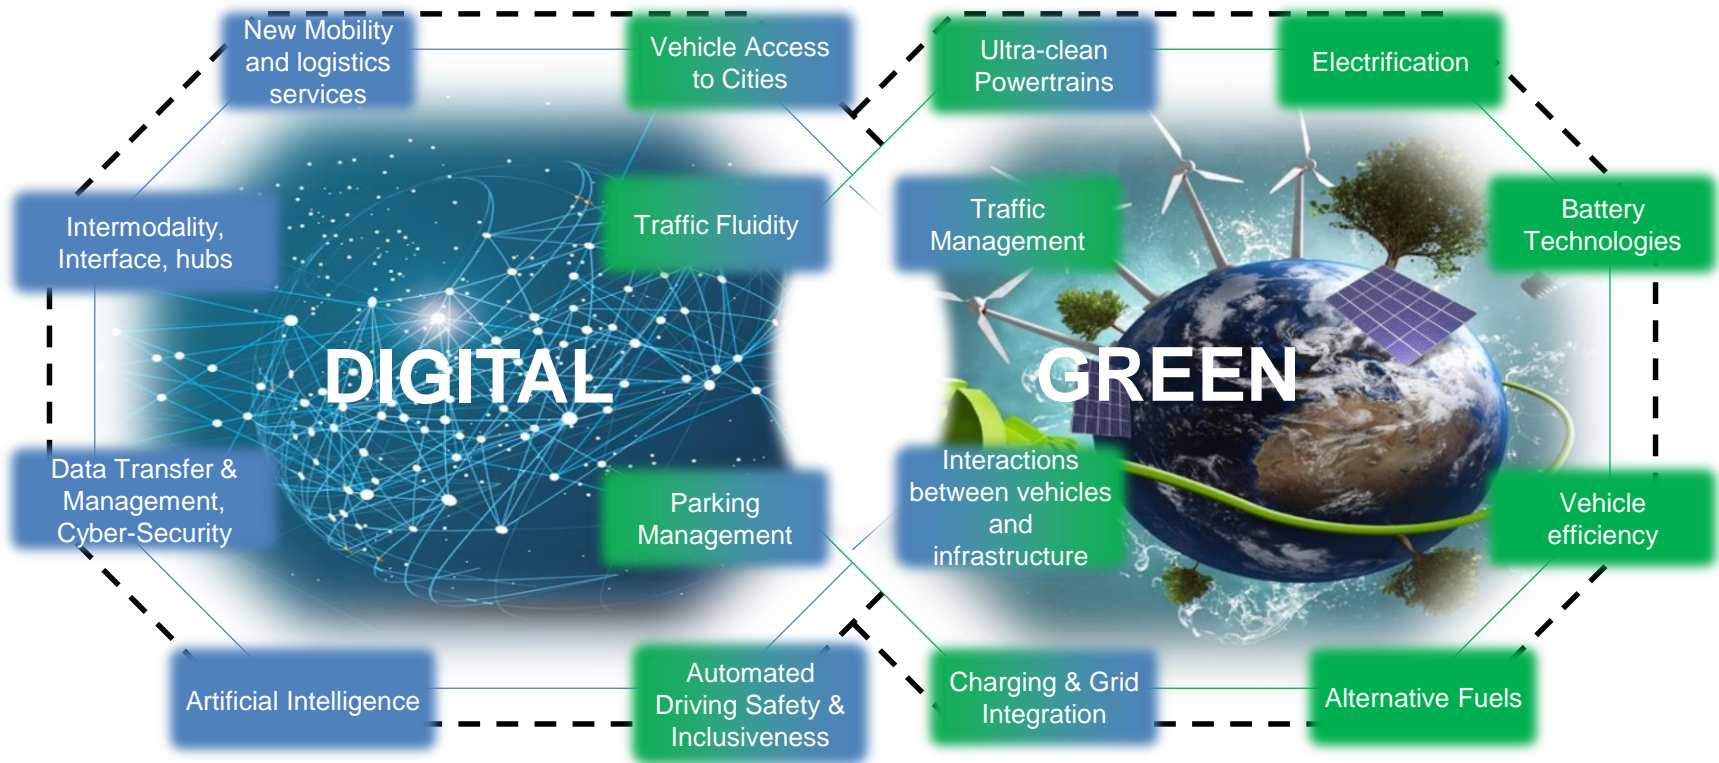 New Mobility
and logistics
services
Vehicle Access
to Cities
Ultra-clean
Powertrains
Electrification
Intermodality,
Interface, hubs
Traffic Fluidity
Traffic
Management
Battery
Technologies
DIGITAL
GREEN
Data Transfer &
Management,
Cyber-Security
Parking
Management
Interactions
between vehicles
and
infrastructure
Vehicle
efficiency
Artificial Intelligence
Automated
Driving Safety &
Inclusiveness
Charging & Grid
Integration
Alternative Fuels